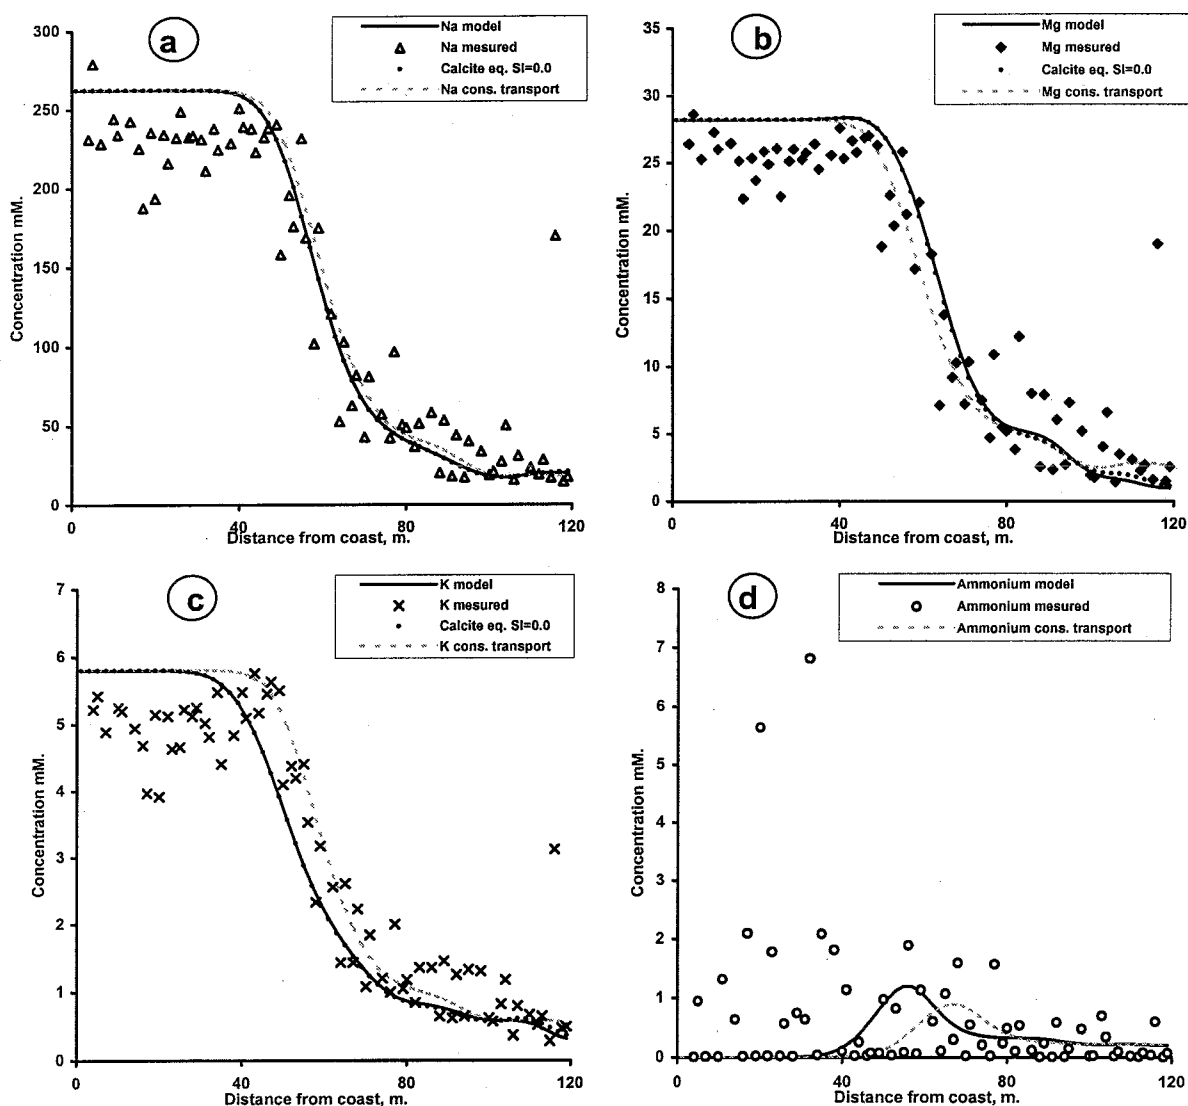 a
Na model
Na mesured
Calcite eq. SI=0.0
Na cons. transport
Concentration mM.
300
250
200
150
100
50
0
0
40
80
120
Distance from coast, m.
b
Mg model
Mg mesured
Calcite eq. SI=0.0
Mg cons. transport
Concentration mM.
35
30
25
20
15
10
5
0
0
40
80
120
Distance from coast, m.
c
K model
K mesured
Calcite eq. SI=0.0
K cons. transport
Concentration mM.
7
6
5
4
3
2
1
0
0
40
80
120
Distance from coast, m.
d
Ammonium model
Ammonium mesured
Ammonium cons. transport
Concentration mM.
8
7
6
5
4
3
2
1
0
0
40
80
120
Distance from coast, m.